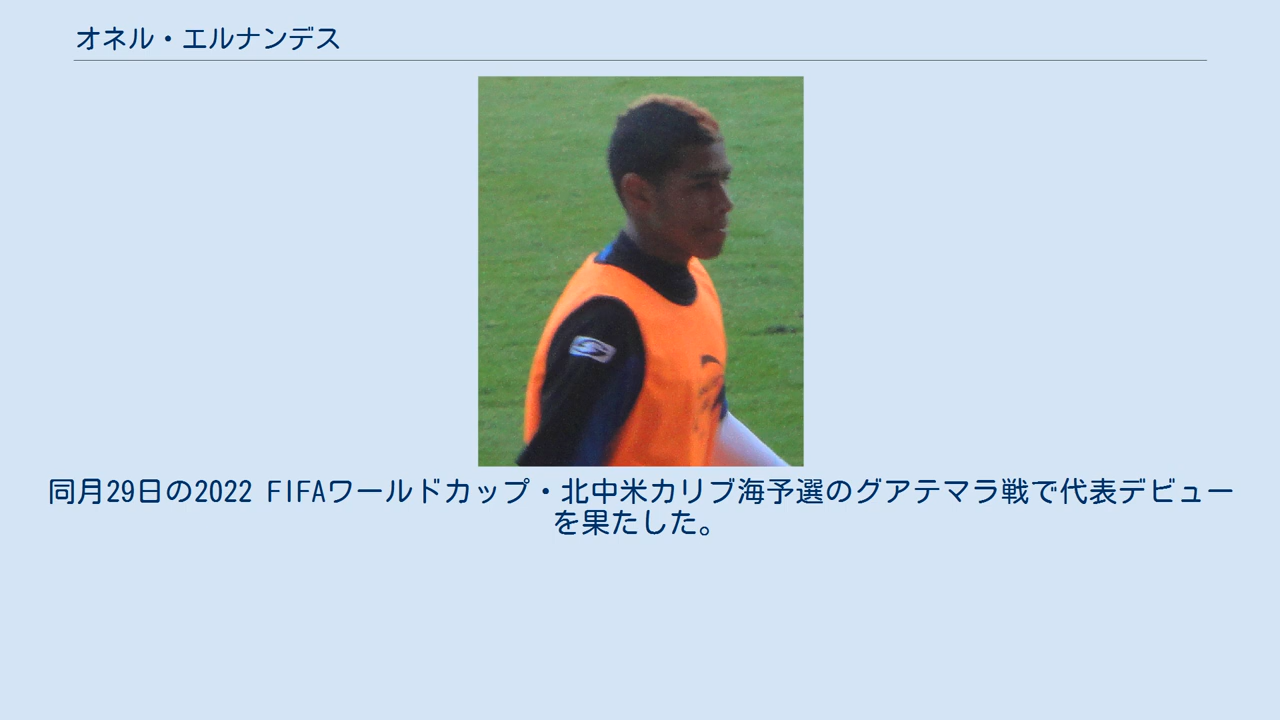 オネル・エルナンデス
同月29日の2022 FIFAワールドカップ・北中米カリブ海予選のグアテマラ戦で代表デビュー
を果たした。